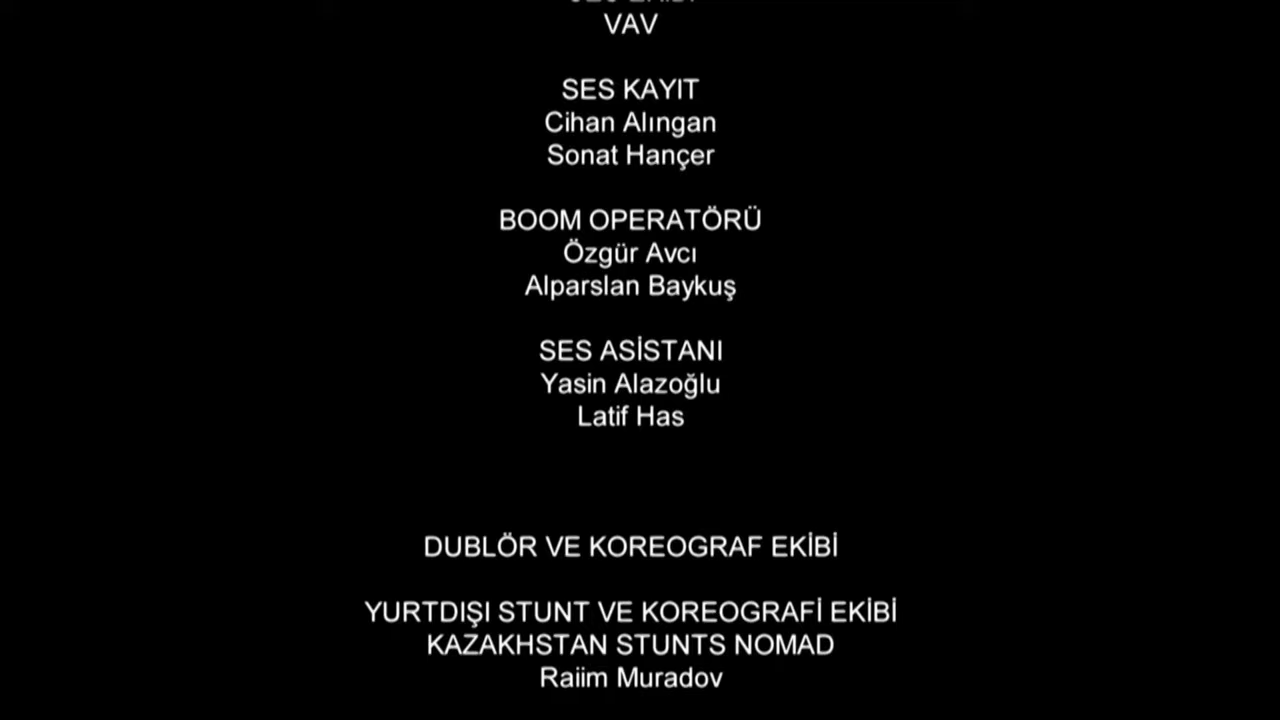 VAV
SES KAYIT
Cihan Alıngan
Sonat Hançer
BOOM OPERATÖRÜ
Özgür Avcı
Alparslan Baykuş
SES ASİSTANI
Yasin Alazoğlu
Latif Has
DUBLÖR VE KOREOGRAF EKİBİ
YURTDIŞI STUNT VE KOREOGRAFİ EKİBİ
KAZAKHSTAN STUNTS NOMAD
Raiim Muradov